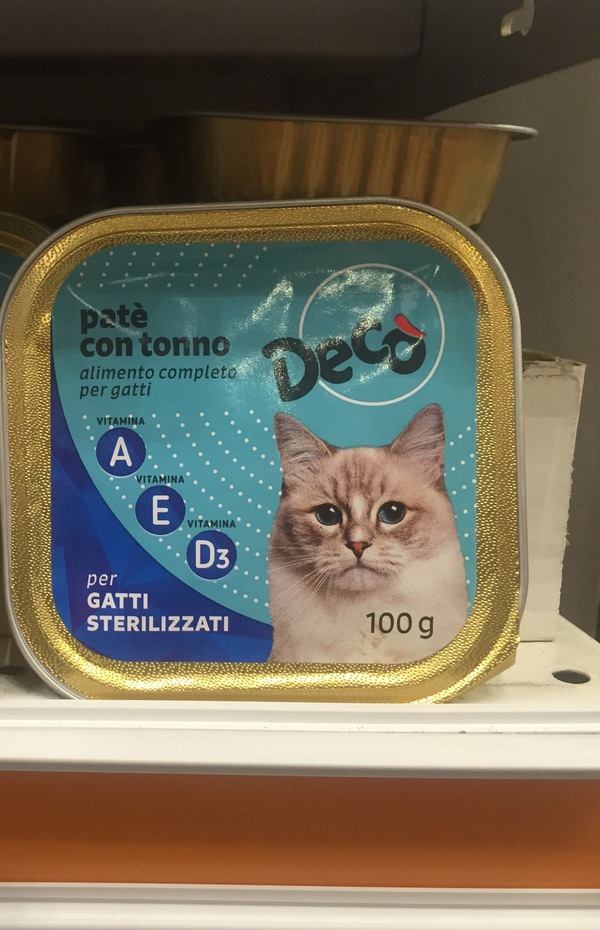 patè
con tonno
alimento completo
per gatti
Decò
VITAMINA
A
VITAMINA
E
VITAMINA
D3
per
GATTI
STERILIZZATI
100 g